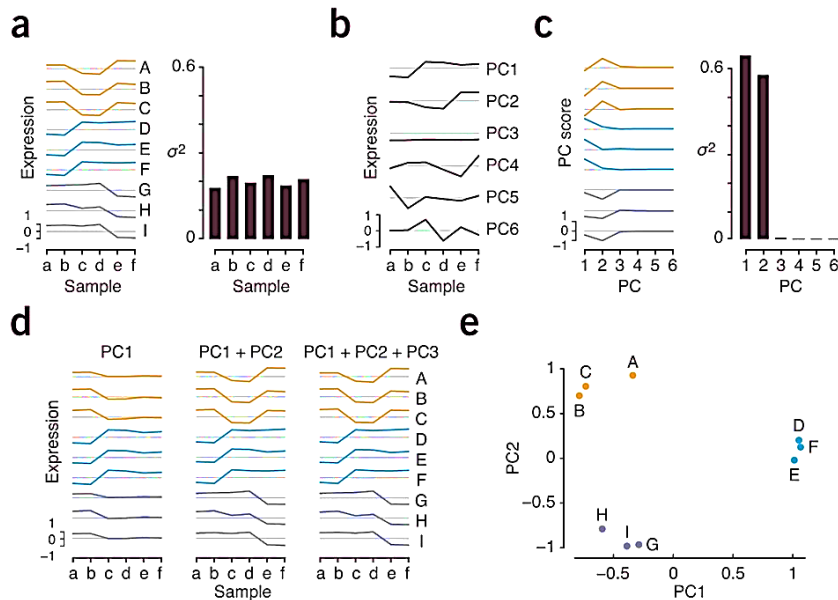 a
A
B
C
D
E
F
G
H
I
Expression
1
0
−1
a b c d e f
Sample
0.6
σ2
0
a b c d e f
Sample
b
PC1
PC2
PC3
PC4
PC5
PC6
Expression
1
0
−1
a b c d e f
Sample
c
PC score
1
0
−1
1 2 3 4 5 6
PC
0.6
σ2
0
1 2 3 4 5 6
PC
d
PC1 PC1 + PC2 PC1 + PC2 + PC3
A
B
C
D
E
F
G
H
I
Expression
1
0
−1
a b c d e f a b c d e f a b c d e f
Sample
e
1
0.5
0
−0.5
−1
PC2
A
C
B
D
F
E
H
I
G
−0.5 0 0.5 1
PC1